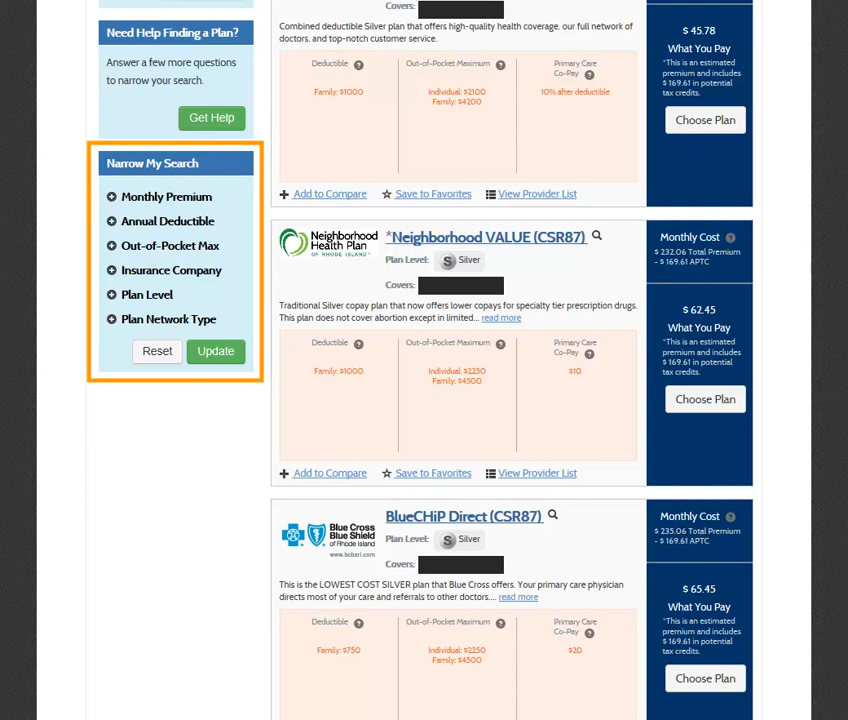 Need Help Finding a Plan?
Answer a few more questions
to narrow your search.
Get Help
Narrow My Search
Monthly Premium
Annual Deductible
Out-of-Pocket Max
Insurance Company
Plan Level
Plan Network Type
Reset Update
Covers:
Combined deductible Silver plan that offers high-quality health coverage, our full network of
doctors, and top-notch customer service.
Deductible ? Out-of-Pocket Maximum ? Primary Care
Co-Pay ?
Family: $1000 Individual: $2100 10% after deductible
Family: $4200
Add to Compare Save to Favorites View Provider List
$ 45.78
What You Pay
*This is an estimated
premium and includes
$ 169.61 in potential
tax credits.
Choose Plan
Neighborhood
Health Plan
OF RHODE ISLAND™
*Neighborhood VALUE (CSR87)
Plan Level: S Silver
Covers:
Traditional Silver copay plan that now offers lower copays for specialty tier prescription drugs.
This plan does not cover abortion except in limited... read more
Deductible ? Out-of-Pocket Maximum ? Primary Care
Co-Pay ?
Family: $1000 Individual: $2250 $10
Family: $4500
Add to Compare Save to Favorites View Provider List
Monthly Cost ?
$ 232.06 Total Premium
- $ 169.61 APTC
$ 62.45
What You Pay
*This is an estimated
premium and includes
$ 169.61 in potential
tax credits.
Choose Plan
Blue Cross
Blue Shield
of Rhode Island
www.bcbsri.com
BlueCHiP Direct (CSR87)
Plan Level: S Silver
Covers:
This is the LOWEST COST SILVER plan that Blue Cross offers. Your primary care physician
directs most of your care and referrals to other doctors.... read more
Deductible ? Out-of-Pocket Maximum ? Primary Care
Co-Pay ?
Family: $750 Individual: $2250 $20
Family: $4500
Monthly Cost ?
$ 235.06 Total Premium
- $ 169.61 APTC
$ 65.45
What You Pay
*This is an estimated
premium and includes
$ 169.61 in potential
tax credits.
Choose Plan